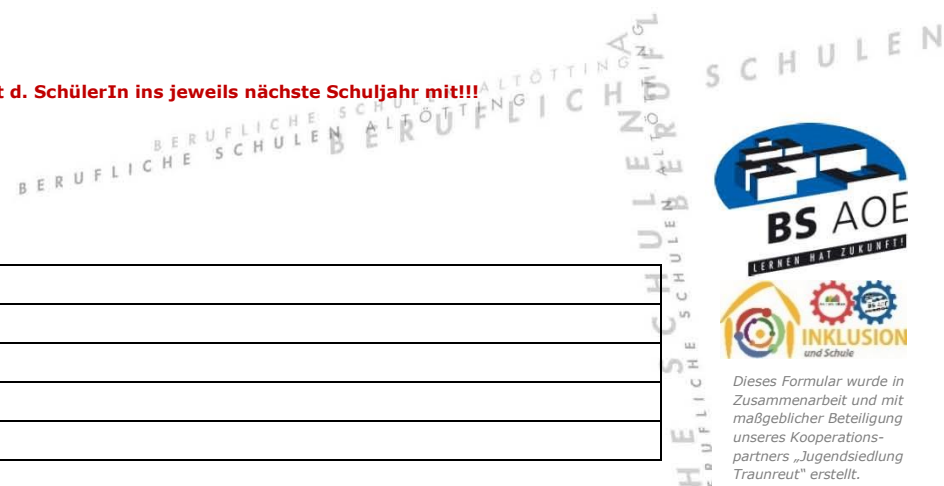 t d. SchülerIn ins jeweils nächste Schuljahr mit!!!
SCHULEN
BERUFLICHE SCHULEN ALTÖTTING
BERUFLICHE SCHULEN ALTÖTTING
BERUFLICH
BS AOE
LERNEN HAT ZUKUNFT!
INKLUSION
und Schule
Dieses Formular wurde in
Zusammenarbeit und mit
maßgeblicher Beteiligung
unseres Kooperations-
partners „Jugendsiedlung
Traunreut“ erstellt.